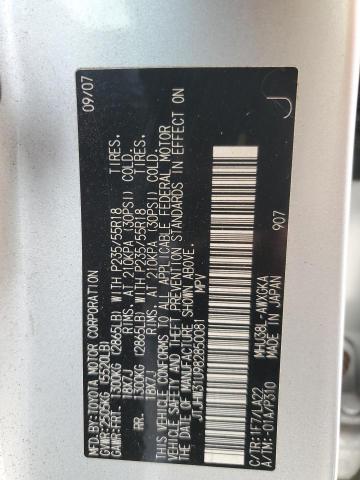 MFD. BY: TOYOTA MOTOR CORPORATION 09/07
GVWR: 2505KG (5520LB)
GAWR: FRT. 1300KG (2865LB) WITH P235/55R18 TIRES,
18X7J RIMS, AT 210KPA (30PSI) COLD.
RR. 1300KG (2865LB) WITH P235/55R18 TIRES,
18X7J RIMS, AT 210KPA (30PSI) COLD.
THIS VEHICLE CONFORMS TO ALL APPLICABLE FEDERAL MOTOR
VEHICLE SAFETY AND THEFT PREVENTION STANDARDS IN EFFECT ON
THE DATE OF MANUFACTURE SHOWN ABOVE.
MPV
907
C/TR: 1F7/LA22 MHU38L-AWXGKA
A/TM: -01A/P310 MADE IN JAPAN
J